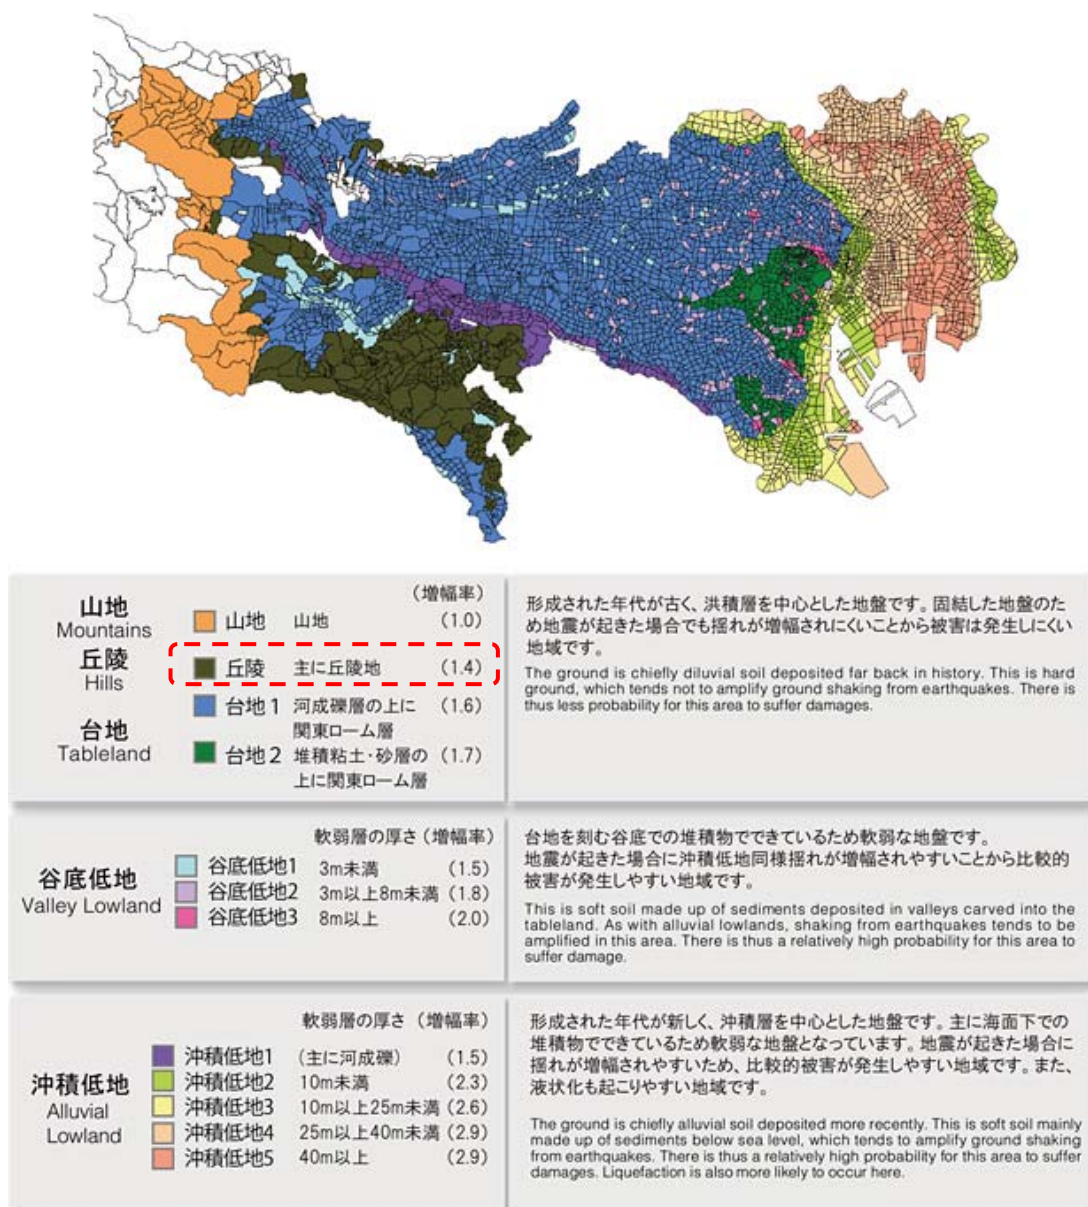 （増幅率）
山地
Mountains
山地 山地 （1.0）
丘陵
Hills
丘陵 主に丘陵地 （1.4）
台地
Tableland
台地1 河成礫層の上に （1.6）
関東ローム層
台地2 堆積粘土・砂層の （1.7）
上に関東ローム層
形成された年代が古く、洪積層を中心とした地盤です。固結した地盤のた
め地震が起きた場合でも揺れが増幅されにくいことから被害は発生しにくい
地域です。
The ground is chiefly diluvial soil deposited far back in history. This is hard
ground, which tends not to amplify ground shaking from earthquakes. There is
thus less probability for this area to suffer damages.
軟弱層の厚さ（増幅率）
谷底低地
Valley Lowland
谷底低地1 3m未満 （1.5）
谷底低地2 3m以上8m未満（1.8）
谷底低地3 8m以上 （2.0）
台地を刻む谷底での堆積物でできているため軟弱な地盤です。
地震が起きた場合に沖積低地同様揺れが増幅されやすいことから比較的
被害が発生しやすい地域です。
This is soft soil made up of sediments deposited in valleys carved into the
tableland. As with alluvial lowlands, shaking from earthquakes tends to be
amplified in this area. There is thus a relatively high probability for this area to
suffer damage.
軟弱層の厚さ（増幅率）
沖積低地
Alluvial
Lowland
沖積低地1 （主に河成礫） （1.5）
沖積低地2 10m未満 （2.3）
沖積低地3 10m以上25m未満（2.6）
沖積低地4 25m以上40m未満（2.9）
沖積低地5 40m以上 （2.9）
形成された年代が新しく、沖積層を中心とした地盤です。主に海面下での
堆積物でできているため軟弱な地盤となっています。地震が起きた場合に
揺れが増幅されやすいため、比較的被害が発生しやすい地域です。また、
液状化も起こりやすい地域です。
The ground is chiefly alluvial soil deposited more recently. This is soft soil mainly
made up of sediments below sea level, which tends to amplify ground shaking
from earthquakes. There is thus a relatively high probability for this area to suffer
damages. Liquefaction is also more likely to occur here.